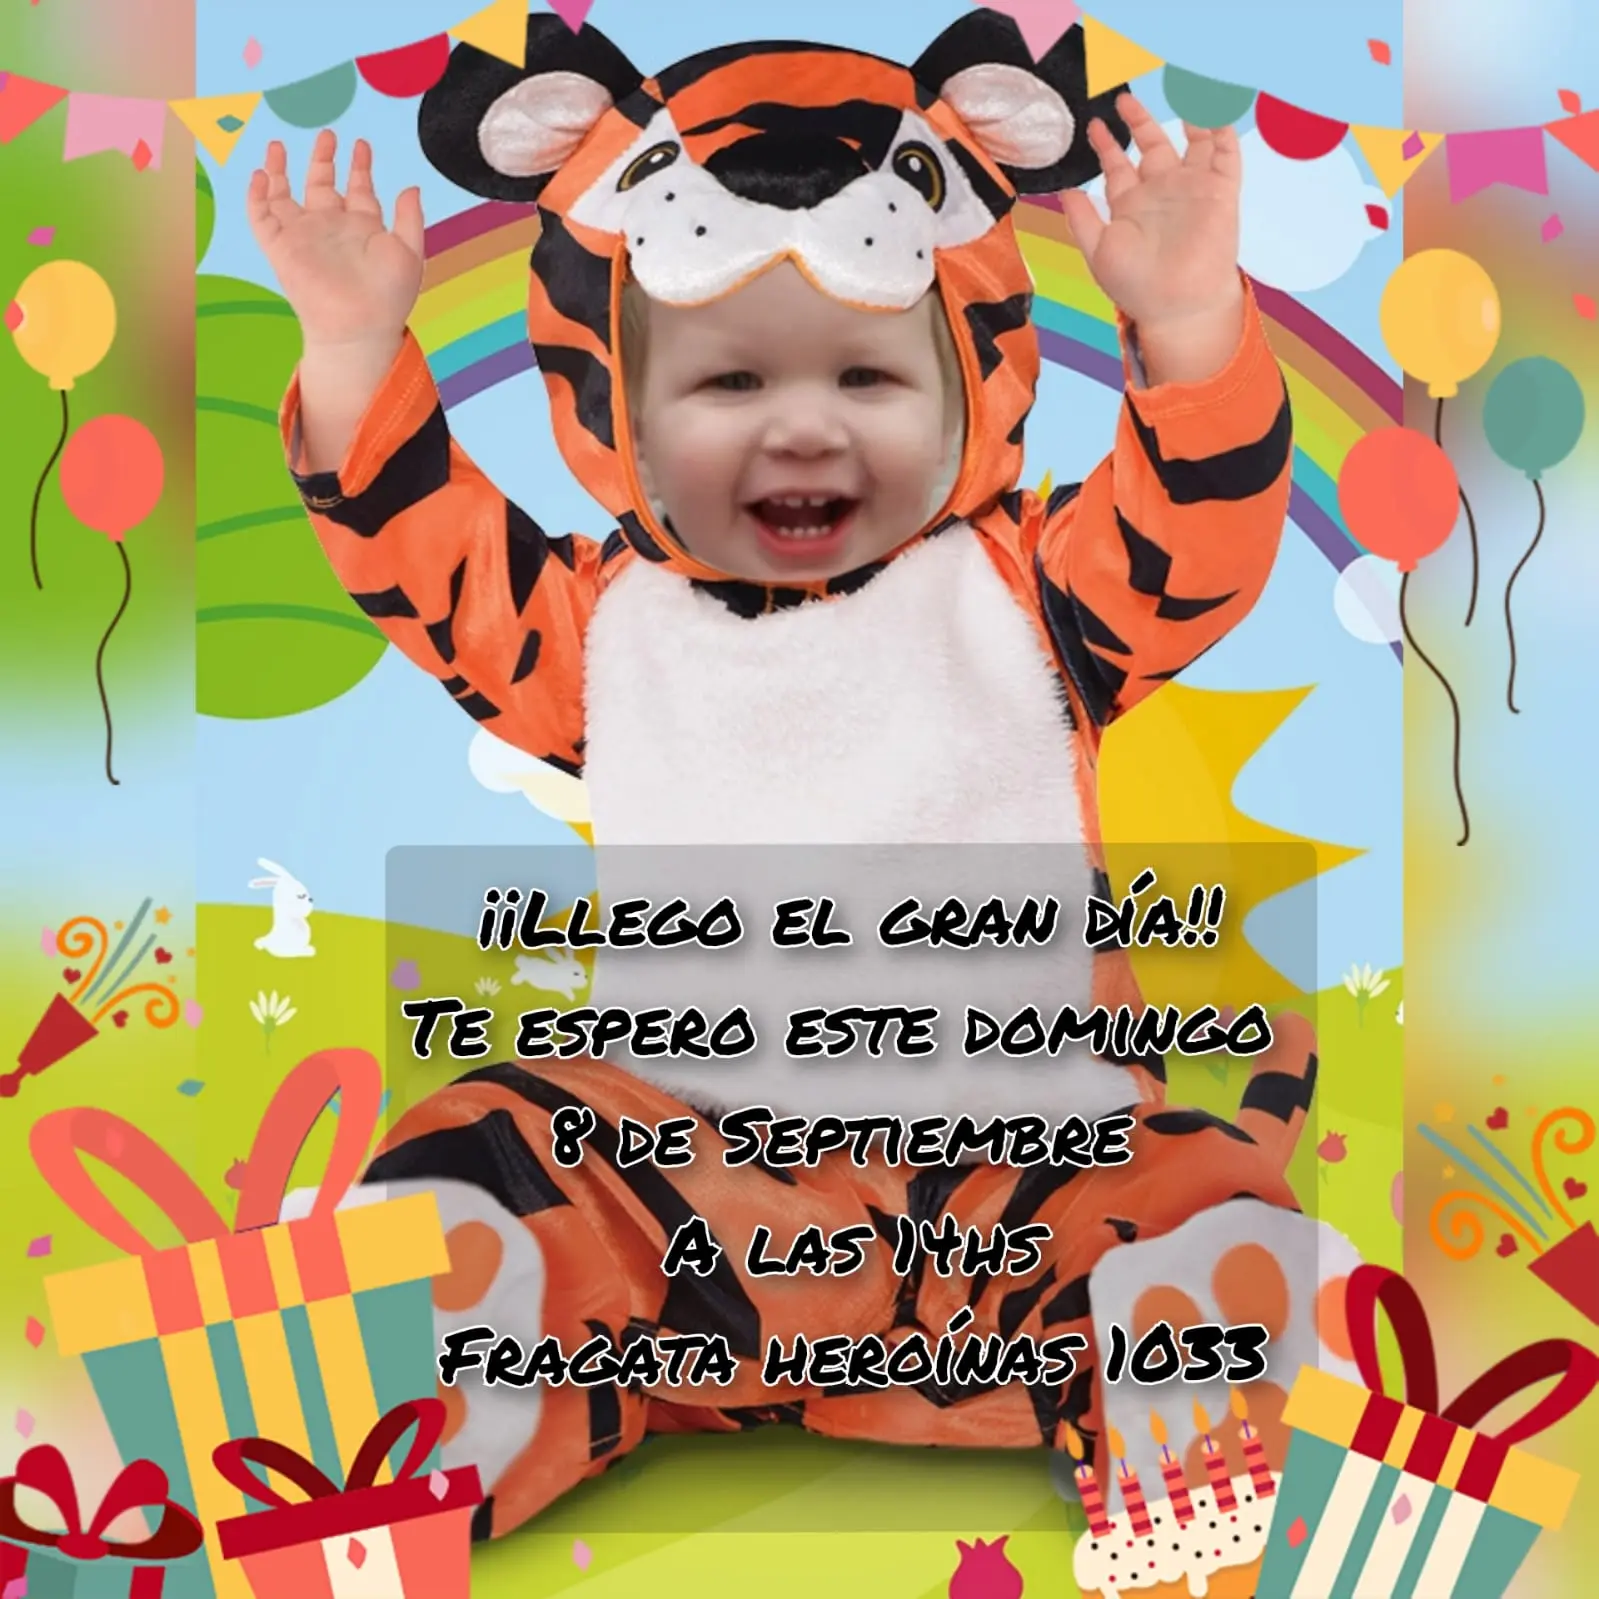 ¡¡Llego el gran día!!
Te espero este domingo
8 de Septiembre
A las 14hs
Fragata heroínas 1033